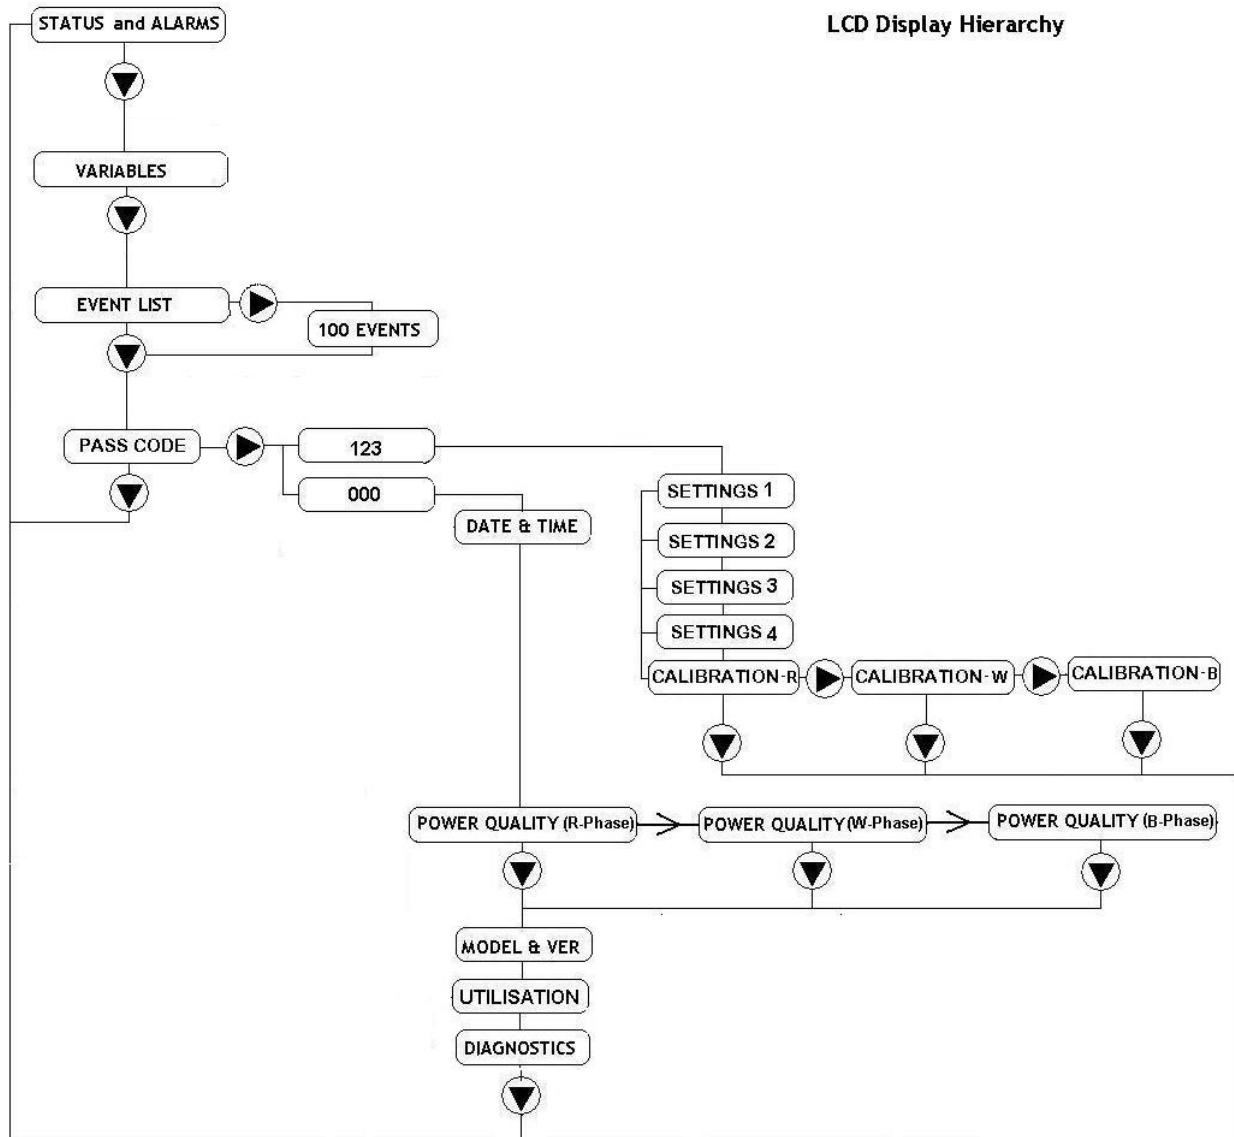 STATUS and ALARMS
LCD Display Hierarchy
VARIABLES
EVENT LIST
100 EVENTS
PASS CODE
123
000
SETTINGS 1
DATE & TIME
SETTINGS 2
SETTINGS 3
SETTINGS 4
CALIBRATION-R
CALIBRATION-W
CALIBRATION-B
POWER QUALITY (R-Phase)
POWER QUALITY (W-Phase)
POWER QUALITY (B-Phase)
MODEL & VER
UTILISATION
DIAGNOSTICS